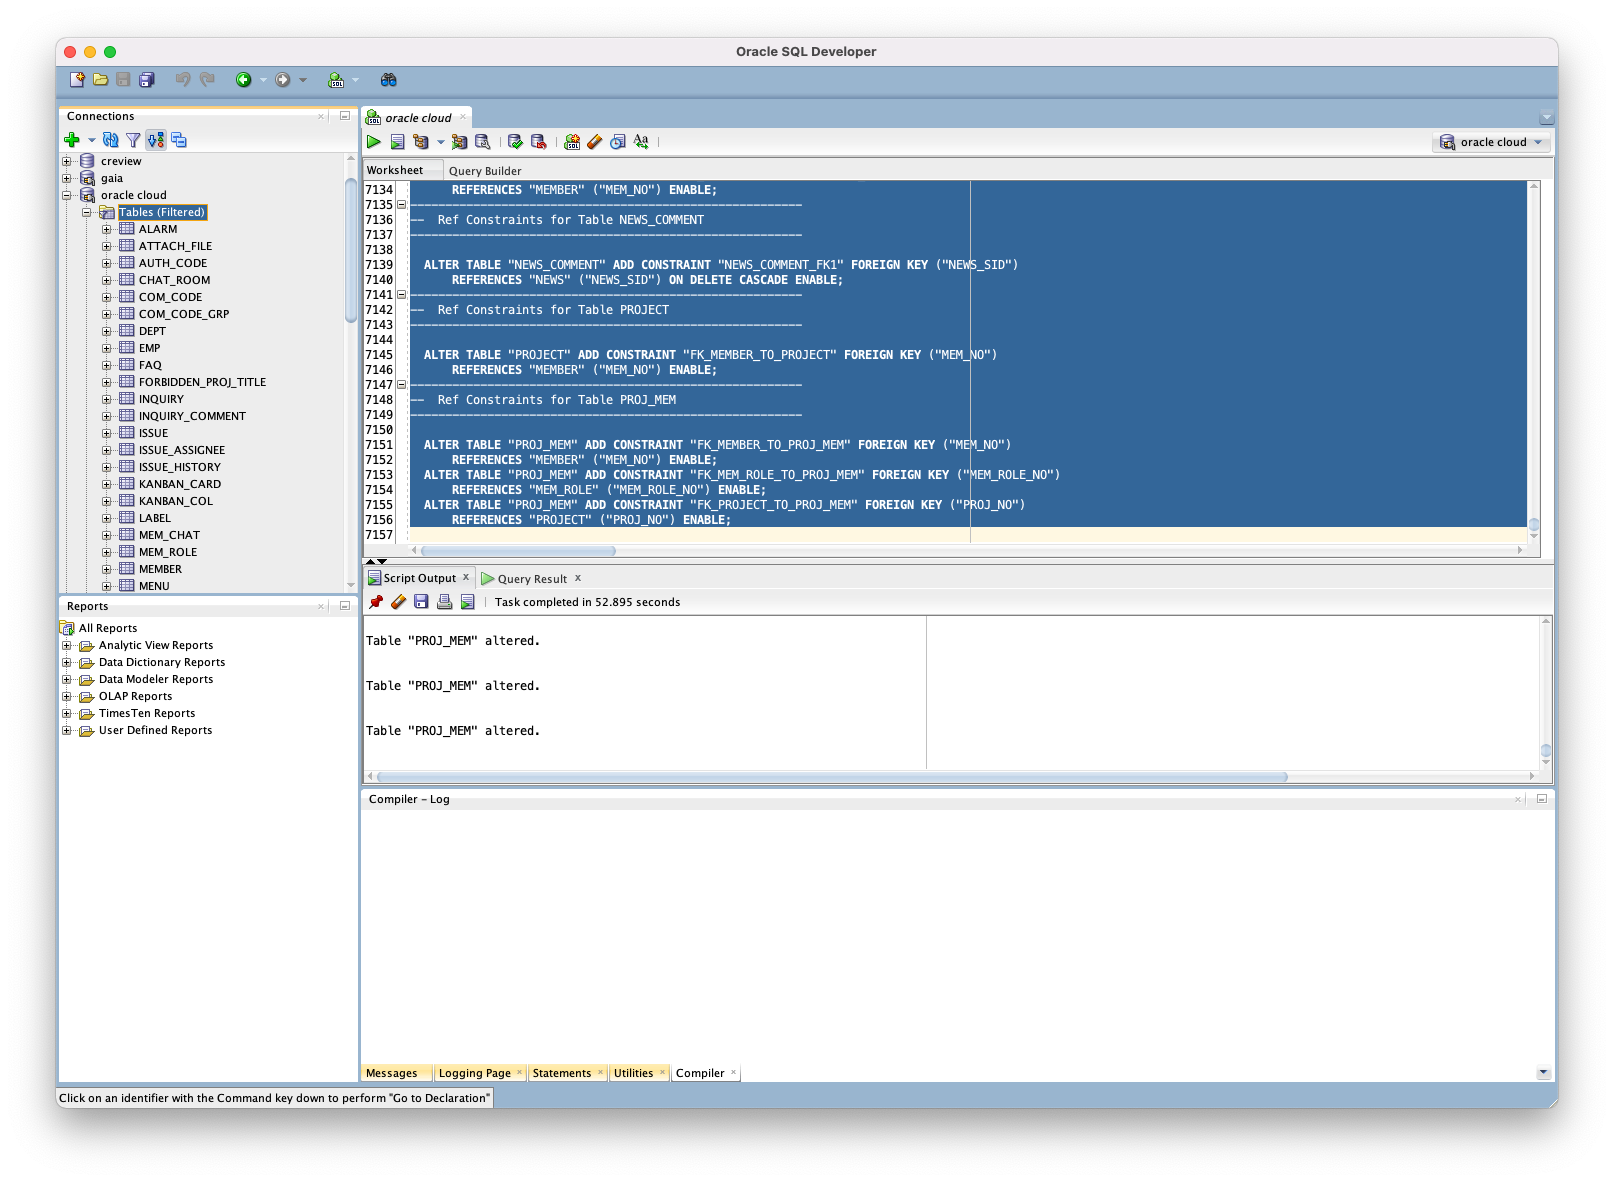 Oracle SQL Developer
Connections
creview
gaia
oracle cloud
Tables (Filtered)
ALARM
ATTACH_FILE
AUTH_CODE
CHAT_ROOM
COM_CODE
COM_CODE_GRP
DEPT
EMP
FAQ
FORBIDDEN_PROJ_TITLE
INQUIRY
INQUIRY_COMMENT
ISSUE
ISSUE_ASSIGNEE
ISSUE_HISTORY
KANBAN_CARD
KANBAN_COL
LABEL
MEM_CHAT
MEM_ROLE
MEMBER
MENU
Reports
All Reports
Analytic View Reports
Data Dictionary Reports
Data Modeler Reports
OLAP Reports
TimesTen Reports
User Defined Reports
oracle cloud
oracle cloud
Worksheet Query Builder
7134 REFERENCES "MEMBER" ("MEM_NO") ENABLE;
7135 --------------------------------------------------------
7136 --  Ref Constraints for Table NEWS_COMMENT
7137 --------------------------------------------------------
7138
7139 ALTER TABLE "NEWS_COMMENT" ADD CONSTRAINT "NEWS_COMMENT_FK1" FOREIGN KEY ("NEWS_SID")
7140 REFERENCES "NEWS" ("NEWS_SID") ON DELETE CASCADE ENABLE;
7141 --------------------------------------------------------
7142 --  Ref Constraints for Table PROJECT
7143 --------------------------------------------------------
7144
7145 ALTER TABLE "PROJECT" ADD CONSTRAINT "FK_MEMBER_TO_PROJECT" FOREIGN KEY ("MEM_NO")
7146 REFERENCES "MEMBER" ("MEM_NO") ENABLE;
7147 --------------------------------------------------------
7148 --  Ref Constraints for Table PROJ_MEM
7149 --------------------------------------------------------
7150
7151 ALTER TABLE "PROJ_MEM" ADD CONSTRAINT "FK_MEMBER_TO_PROJ_MEM" FOREIGN KEY ("MEM_NO")
7152 REFERENCES "MEMBER" ("MEM_NO") ENABLE;
7153 ALTER TABLE "PROJ_MEM" ADD CONSTRAINT "FK_MEM_ROLE_TO_PROJ_MEM" FOREIGN KEY ("MEM_ROLE_NO")
7154 REFERENCES "MEM_ROLE" ("MEM_ROLE_NO") ENABLE;
7155 ALTER TABLE "PROJ_MEM" ADD CONSTRAINT "FK_PROJECT_TO_PROJ_MEM" FOREIGN KEY ("PROJ_NO")
7156 REFERENCES "PROJECT" ("PROJ_NO") ENABLE;
7157
Script Output x Query Result x
Task completed in 52.895 seconds
Table "PROJ_MEM" altered.
Table "PROJ_MEM" altered.
Table "PROJ_MEM" altered.
Compiler - Log
Messages Logging Page Statements Utilities Compiler
Click on an identifier with the Command key down to perform "Go to Declaration"